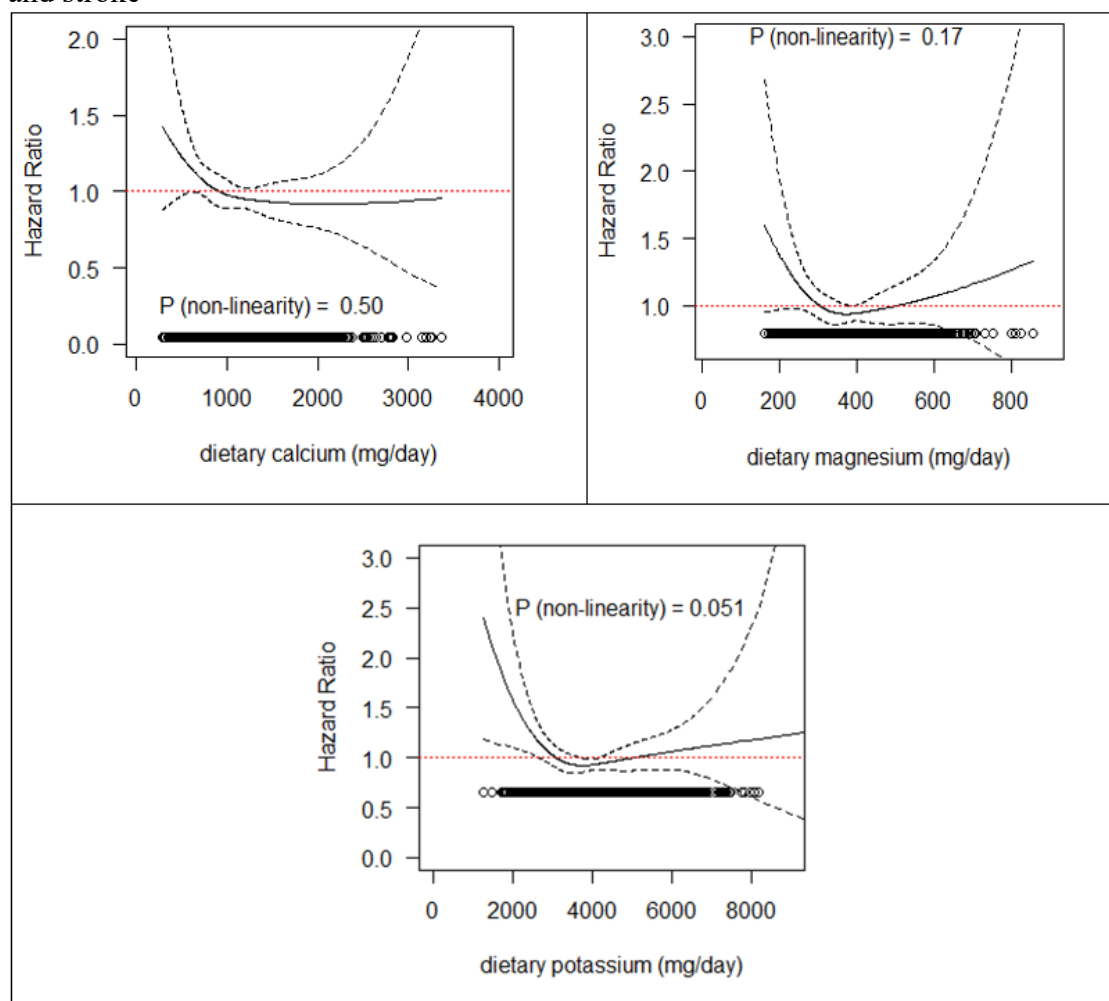 and stroke
2.0
1.5
1.0
0.5
0.0
Hazard Ratio
P (non-linearity) = 0.50
0 1000 2000 3000 4000
dietary calcium (mg/day)
3.0
2.5
2.0
1.5
1.0
Hazard Ratio
P (non-linearity) = 0.17
0 200 400 600 800
dietary magnesium (mg/day)
3.0
2.5
2.0
1.5
1.0
0.5
0.0
Hazard Ratio
P (non-linearity) = 0.051
0 2000 4000 6000 8000
dietary potassium (mg/day)